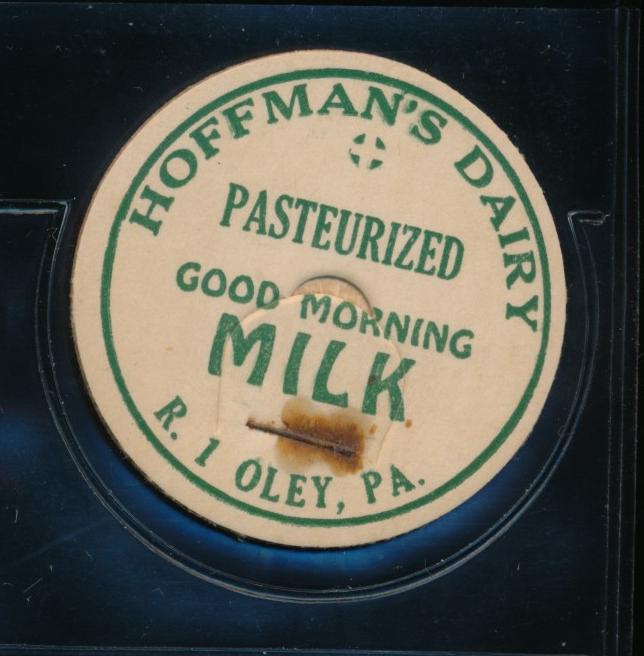 HOFFMAN'S DAIRY
PASTEURIZED
GOOD MORNING
MILK
R. 1 OLEY, PA.